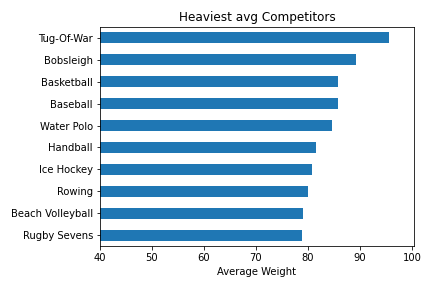 Heaviest avg Competitors
Tug-Of-War
Bobsleigh
Basketball
Baseball
Water Polo
Handball
Ice Hockey
Rowing
Beach Volleyball
Rugby Sevens
40 50 60 70 80 90 100
Average Weight